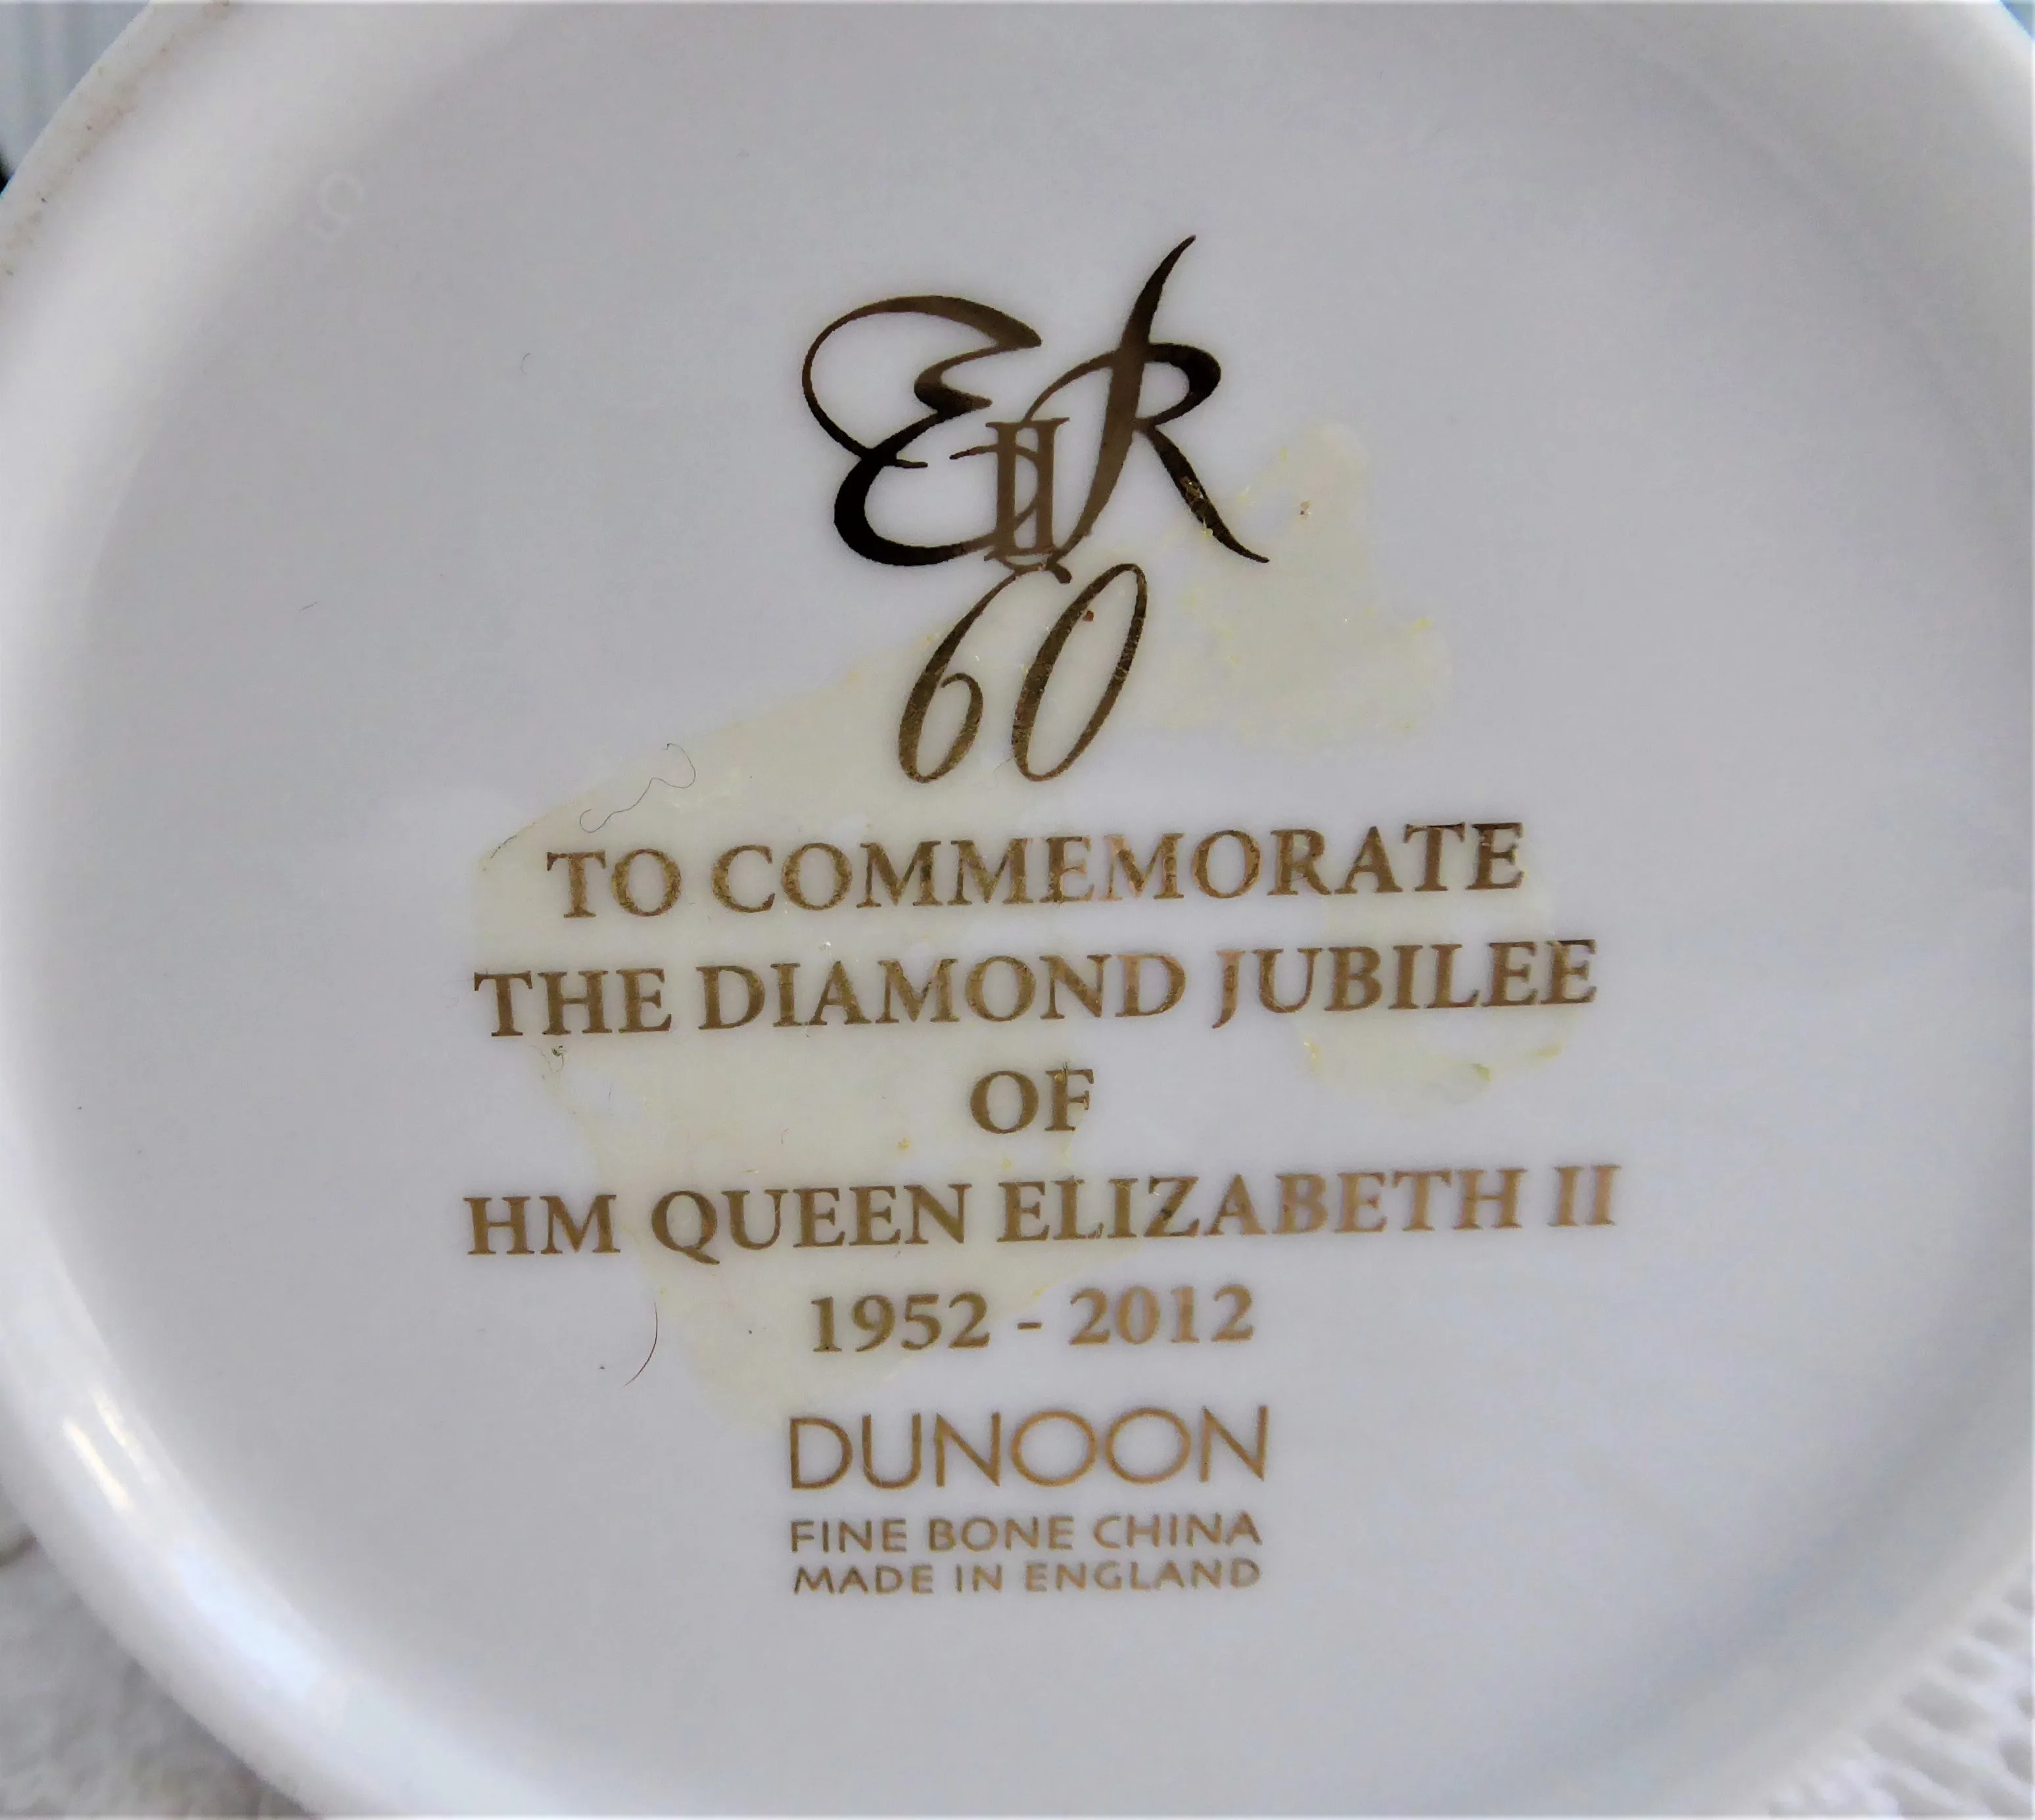 EIIR
60
TO COMMEMORATE
THE DIAMOND JUBILEE
OF
HM QUEEN ELIZABETH II
1952 - 2012
DUNOON
FINE BONE CHINA
MADE IN ENGLAND